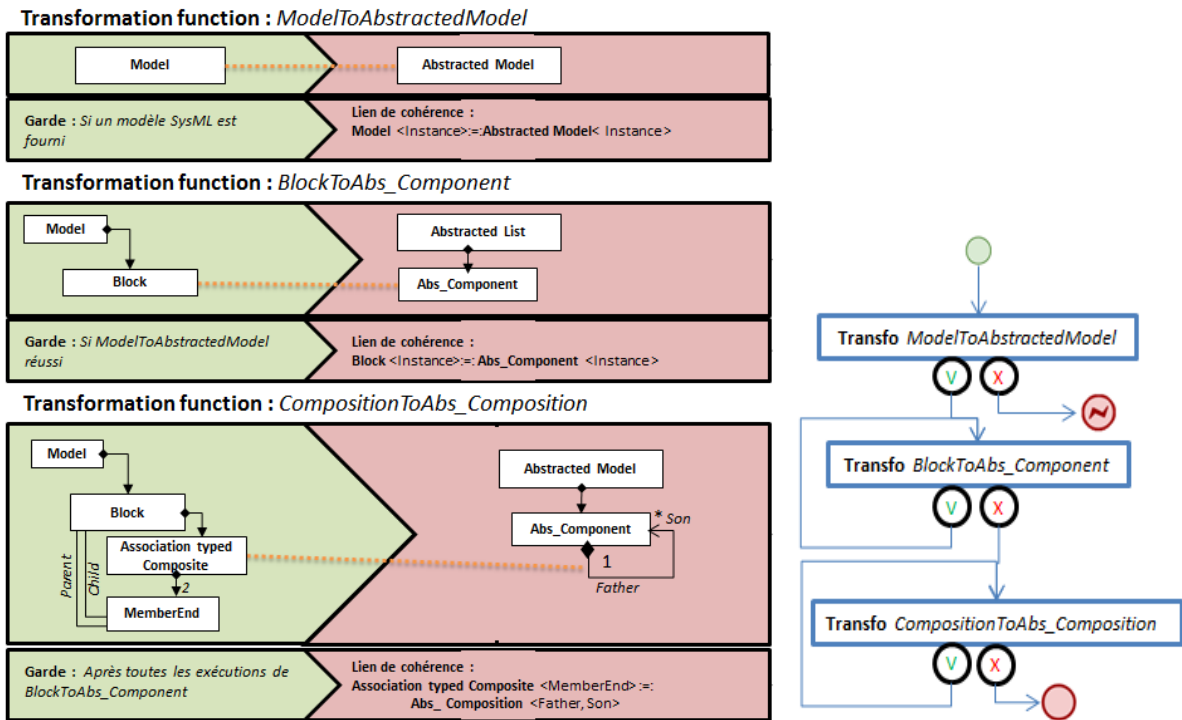 Transformation function : ModelToAbstractedModel
Model
Abstracted Model
Garde : Si un modèle SysML est
fourni
Lien de cohérence :
Model <Instance>:=:Abstracted Model< Instance>
Transformation function : BlockToAbs_Component
Model
Block
Abstracted List
Abs_Component
Garde : Si ModelToAbstractedModel
réussi
Lien de cohérence :
Block <Instance>:=: Abs_Component <Instance>
Transformation function : CompositionToAbs_Composition
Model
Block
Association typed
Composite
2
MemberEnd
Parent
Child
Abstracted Model
Abs_Component
* Son
1
Father
Garde : Après toutes les exécutions de
BlockToAbs_Component
Lien de cohérence :
Association typed Composite <MemberEnd> :=:
Abs_ Composition <Father, Son>
Transfo ModelToAbstractedModel
V X
Transfo BlockToAbs_Component
V X
Transfo CompositionToAbs_Composition
V X